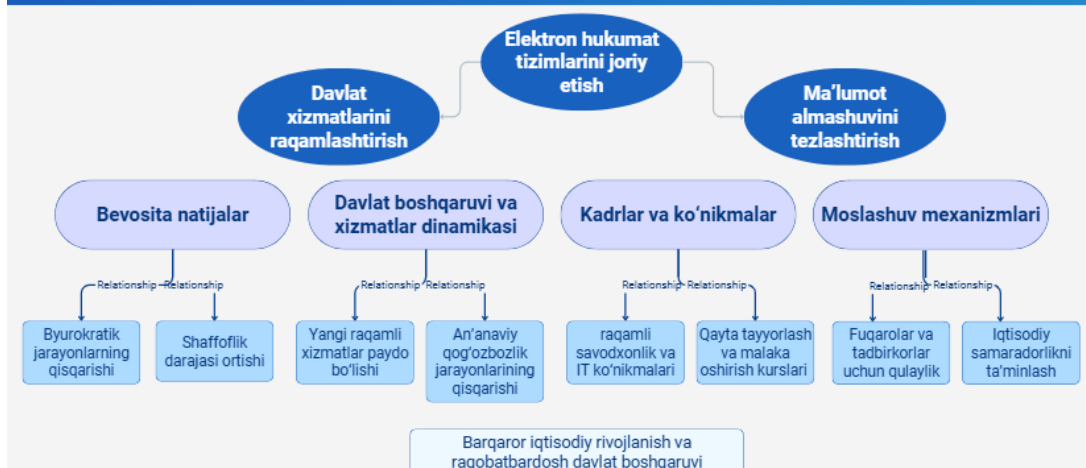 Elektron hukumat
tizimlarini joriy
etish
Davlat
xizmatlarini
raqamlashtirish
Ma’lumot
almashuvini
tezlashtirish
Bevosita natijalar
Davlat boshqaruvi va
xizmatlar dinamikasi
Kadrlar va ko‘nikmalar
Moslashuv mexanizmlari
Relationship
Relationship
Relationship
Relationship
Relationship
Relationship
Relationship
Relationship
Byurokratik
jarayonlarning
qisqarishi
Shaffoflik
darajasi ortishi
Yangi raqamli
xizmatlar paydo
bo‘lishi
An’anaviy
qog‘ozbozlik
jarayonlarining
qisqarishi
raqamli
savodxonlik va
IT ko‘nikmalari
Qayta tayyorlash
va malaka
oshirish kurslari
Fuqarolar va
tadbirkorlar
uchun qulaylik
Iqtisodiy
samaradorlikni
ta’minlash
Barqaror iqtisodiy rivojlanish va
raqobatbardosh davlat boshqaruvi